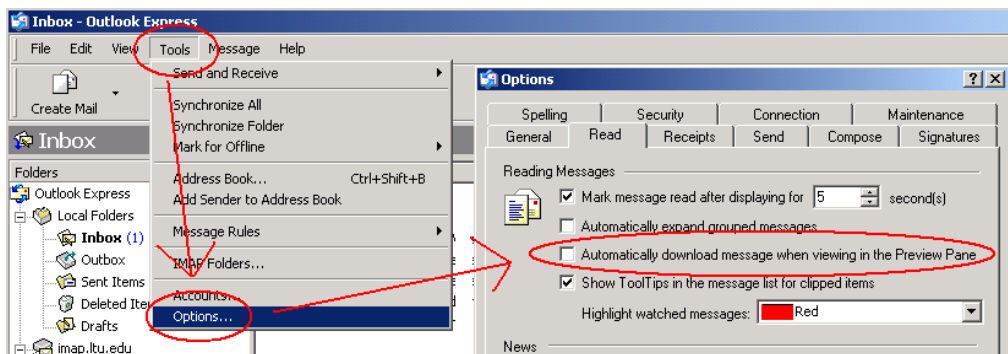 Inbox - Outlook Express
File Edit View Tools Message Help
Create Mail
Inbox
Folders
Outlook Express
Local Folders
Inbox (1)
Outbox
Sent Items
Deleted Ite
Drafts
imap.ltu.edu
Send and Receive
Synchronize All
Synchronize Folder
Mark for Offline
Address Book... Ctrl+Shift+B
Add Sender to Address Book
Message Rules
IMAP Folders...
Accounts...
Options...
Options
Spelling Security Connection Maintenance
General Read Receipts Send Compose Signatures
Reading Messages
Mark message read after displaying for 5 second(s)
Automatically expand grouped messages
Automatically download message when viewing in the Preview Pane
Show ToolTips in the message list for clipped items
Highlight watched messages: Red
News